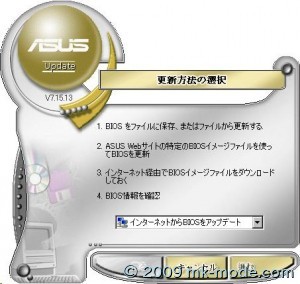 ASUS
Update
V7.15.13
更新方法の選択
1. BIOS をファイルに保存、またはファイルから更新する
2. ASUS Webサイトの特定のBIOSイメージファイルを使っ
てBIOSを更新
3. インターネット経由でBIOSイメージファイルをダウンロード
しておく
4. BIOS情報を確認
インターネットからBIOSをアップデート
キャンセル
© 2009 mk-mode.com